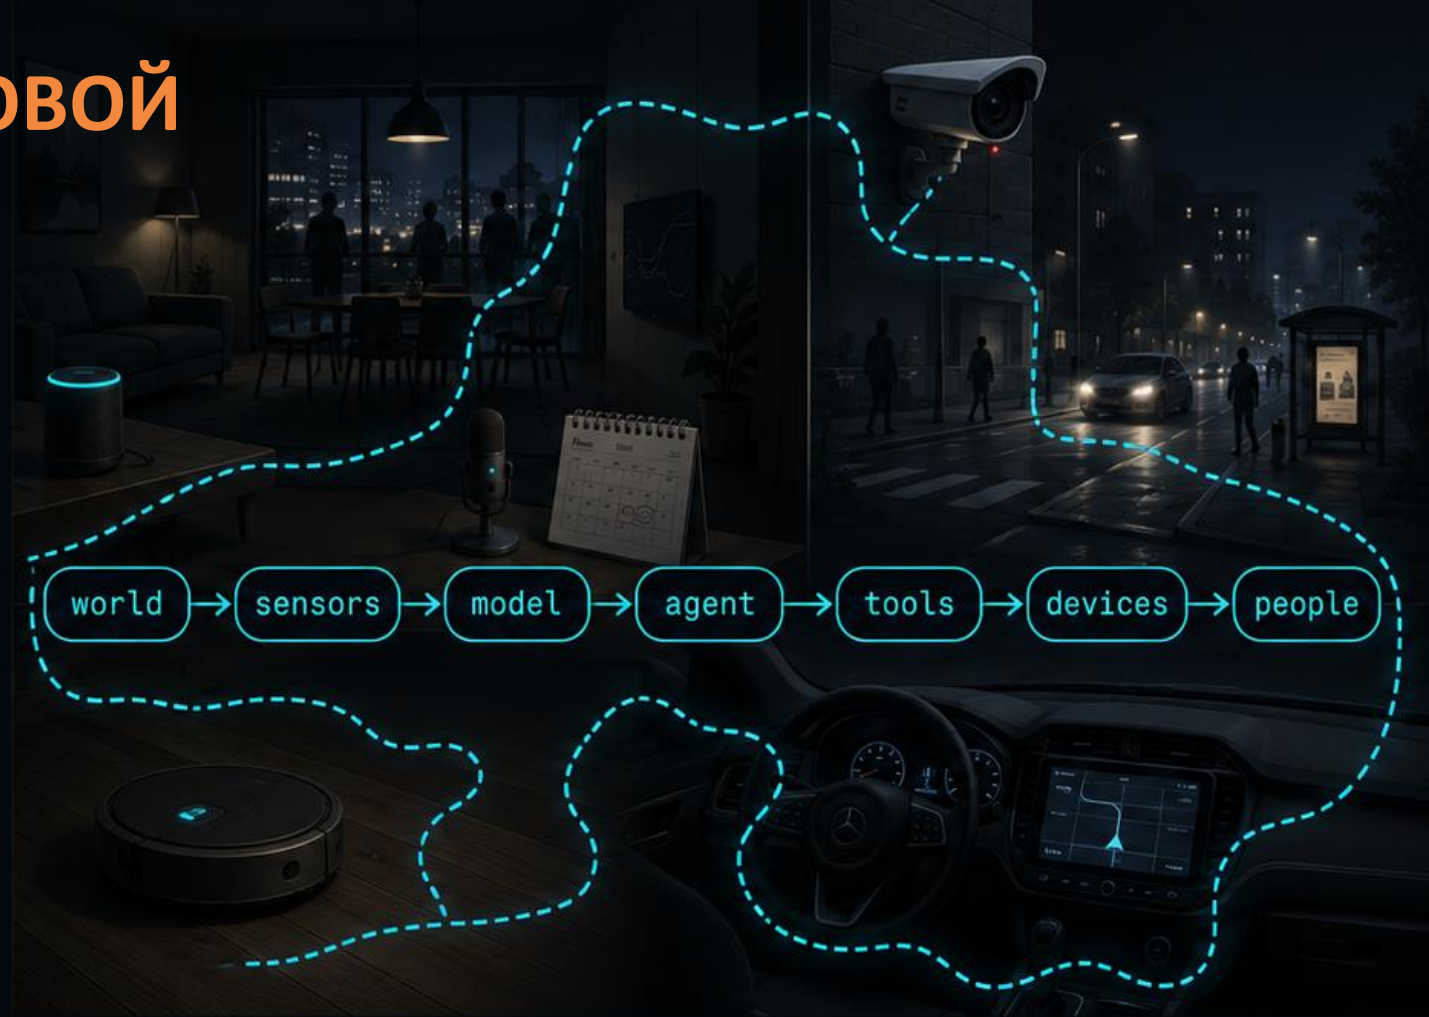 ОВОЙ
world
sensors
model
agent
tools
devices
people